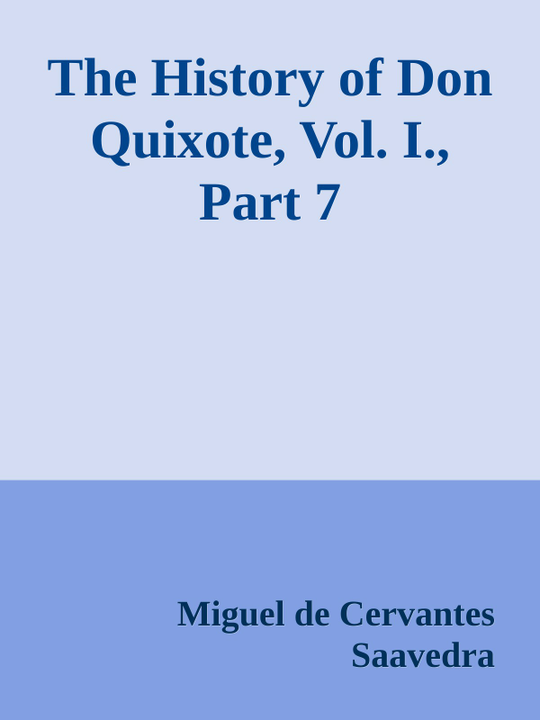 The History of Don
Quixote, Vol. I.,
Part 7
Miguel de Cervantes
Saavedra